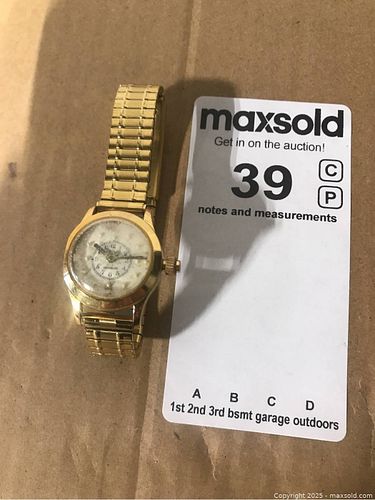 maxsold
Get in on the auction!
39
C
P
notes and measurements
A B C D
1st 2nd 3rd bsmt garage outdoors
Copyright 2025 - maxsold.com